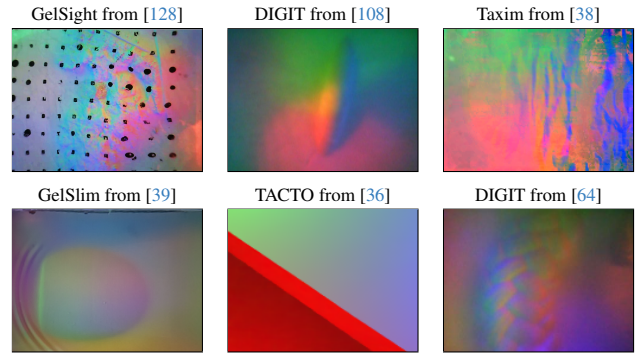 GelSight from [128] DIGIT from [108] Taxim from [38]
GelSlim from [39] TACTO from [36] DIGIT from [64]